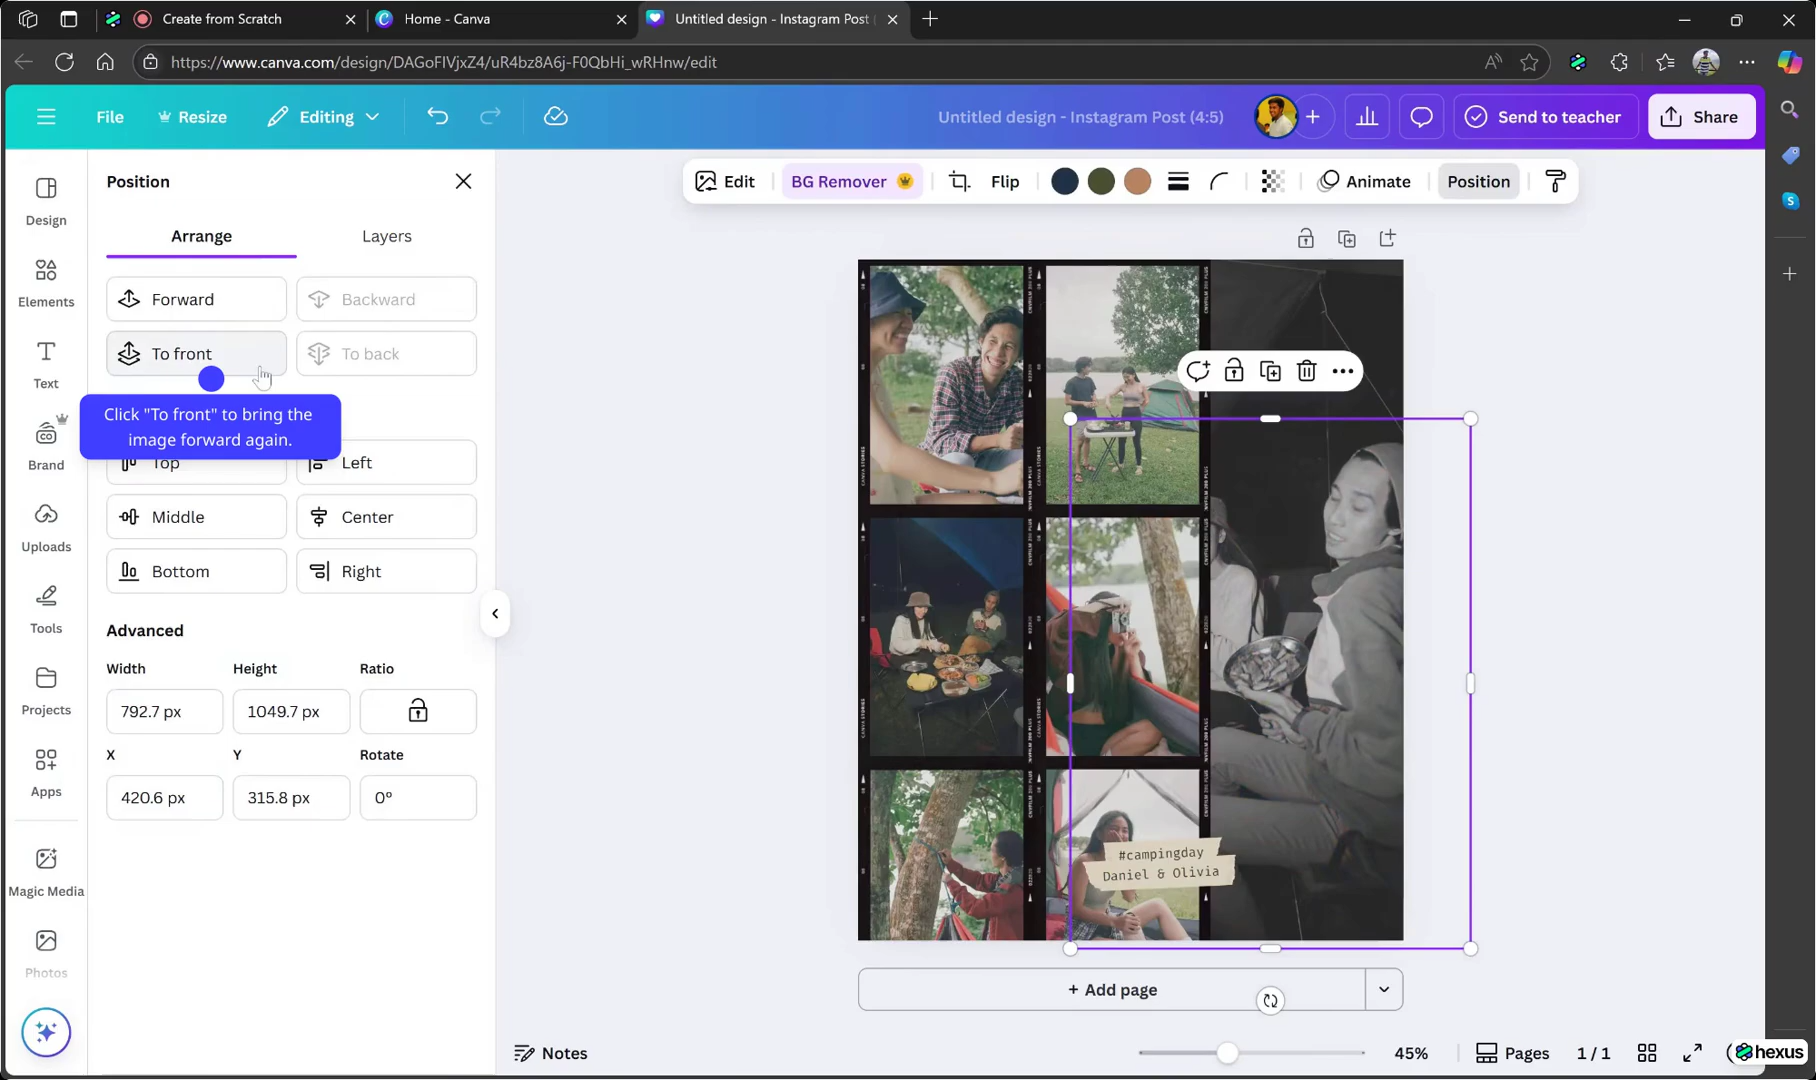 Create from Scratch
Home - Canva
Untitled design - Instagram Post
https://www.canva.com/design/DAGoFIVjxZ4/uR4bz8A6j-F0QbHi_wRHnw/edit
File
Resize
Editing
Untitled design - Instagram Post (4:5)
Send to teacher
Share
Position
Edit
BG Remover
Flip
Animate
Position
Design
Elements
Text
Brand
Uploads
Tools
Projects
Apps
Magic Media
Photos
Arrange
Layers
Forward
Backward
To front
To back
Click "To front" to bring the
image forward again.
Top
Left
Middle
Center
Bottom
Right
Advanced
Width
Height
Ratio
792.7 px
1049.7 px
X
Y
Rotate
420.6 px
315.8 px
0°
#campingday
Daniel & Olivia
+ Add page
Notes
45%
Pages
1 / 1
hexus